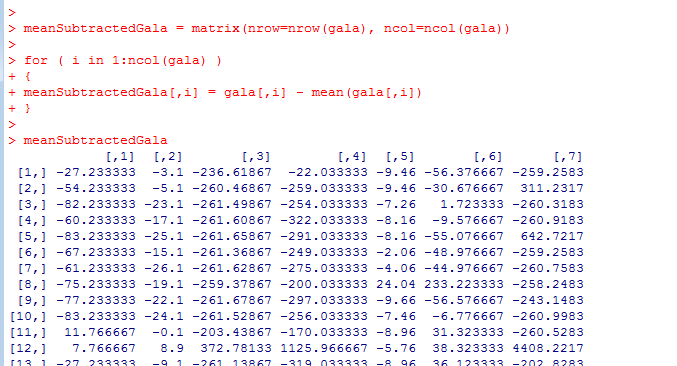 >
> meanSubtractedGala = matrix(nrow=nrow(gala), ncol=ncol(gala))
>
> for ( i in 1:ncol(gala) )
+ {
+ meanSubtractedGala[,i] = gala[,i] - mean(gala[,i])
+ }
>
> meanSubtractedGala
[,1] [,2] [,3] [,4] [,5] [,6] [,7]
[1,] -27.233333 -3.1 -236.61867 -22.033333 -9.46 -56.376667 -259.2583
[2,] -54.233333 -5.1 -260.46867 -259.033333 -9.46 -30.676667 311.2317
[3,] -82.233333 -23.1 -261.49867 -254.033333 -7.26 1.723333 -260.3183
[4,] -60.233333 -17.1 -261.60867 -322.033333 -8.16 -9.576667 -260.9183
[5,] -83.233333 -25.1 -261.65867 -291.033333 -8.16 -55.076667 642.7217
[6,] -67.233333 -15.1 -261.36867 -249.033333 -2.06 -48.976667 -259.2583
[7,] -61.233333 -26.1 -261.62867 -275.033333 -4.06 -44.976667 -260.7583
[8,] -75.233333 -19.1 -259.37867 -200.033333 24.04 233.223333 -258.2483
[9,] -77.233333 -22.1 -261.67867 -297.033333 -9.66 -56.576667 -243.1483
[10,] -83.233333 -24.1 -261.52867 -256.033333 -7.46 -6.776667 -260.9983
[11,] 11.766667 -0.1 -203.43867 -170.033333 -8.96 31.323333 -260.5283
[12,] 7.766667 8.9 372.78133 1125.966667 -5.76 38.323333 4408.2217
[13,] -27.233333 -9.1 -261.13867 -319.033333 -8.96 36.123333 -202.8283